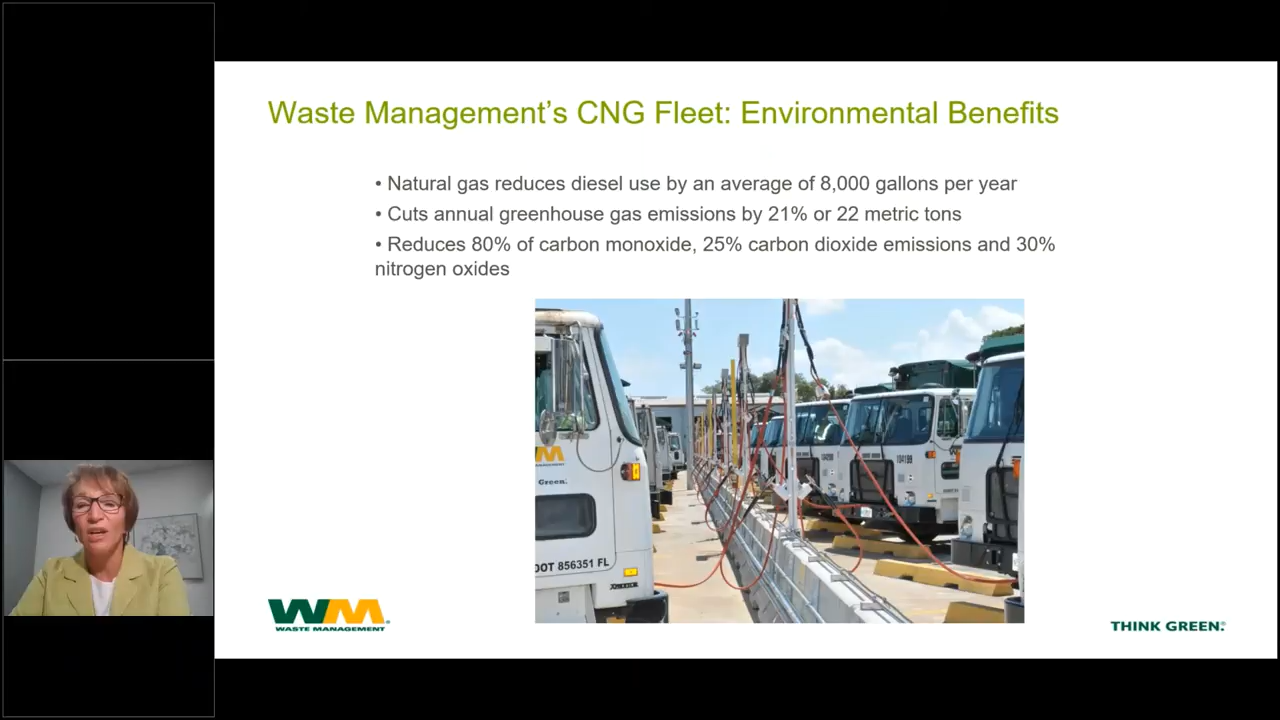 Waste Management’s CNG Fleet: Environmental Benefits
• Natural gas reduces diesel use by an average of 8,000 gallons per year
• Cuts annual greenhouse gas emissions by 21% or 22 metric tons
• Reduces 80% of carbon monoxide, 25% carbon dioxide emissions and 30%
nitrogen oxides
Green.
DOT 856351 FL
104199
WM
WASTE MANAGEMENT
THINK GREEN.